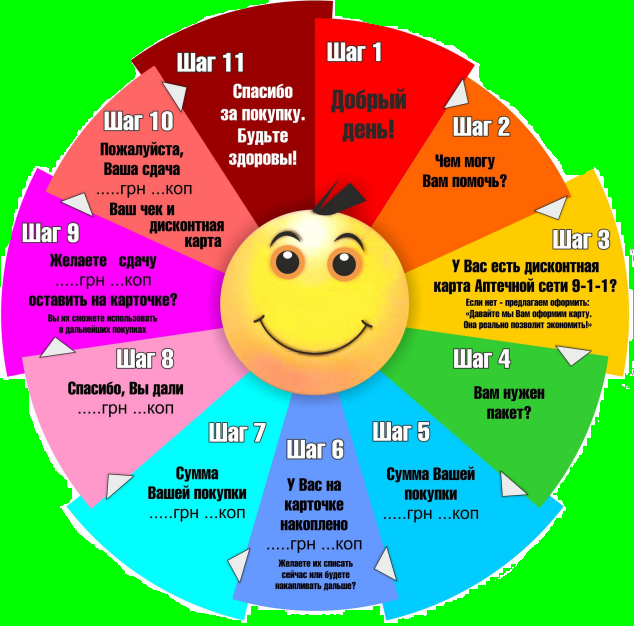 Шаг 1
Добрый
день!
Шаг 2
Чем могу
Вам помочь?
Шаг 3
У Вас есть дисконтная
карта Аптечной сети 9-1-1?
Если нет - предлагаем оформить:
«Давайте мы Вам оформим карту.
Она реально позволит экономить!»
Шаг 4
Вам нужен
пакет?
Шаг 5
Сумма Вашей
покупки
.....грн ...коп
Шаг 6
У Вас на
карточке
накоплено
.....грн ...коп
Желаете их списать
сейчас или будете
накапливать дальше?
Шаг 7
Сумма
Вашей покупки
.....грн ...коп
Шаг 8
Спасибо, Вы дали
.....грн ...коп
Шаг 9
Желаете сдачу
.....грн ...коп
оставить на карточке?
Вы их сможете использовать
в дальнейших покупках
Шаг 10
Пожалуйста,
Ваша сдача
.....грн ...коп
Ваш чек и
дисконтная
карта
Шаг 11
Спасибо
за покупку.
Будьте
здоровы!